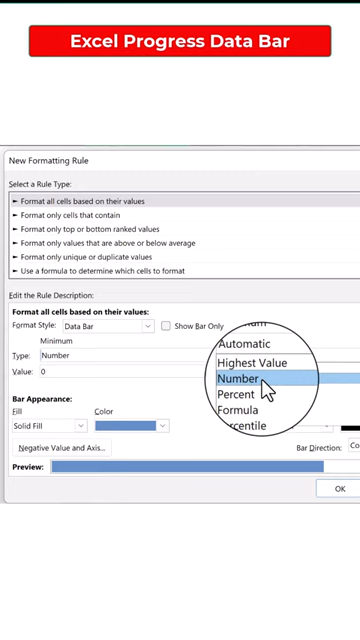 Excel Progress Data Bar
New Formatting Rule
Select a Rule Type:
► Format all cells based on their values
► Format only cells that contain
► Format only top or bottom ranked values
► Format only values that are above or below average
► Format only unique or duplicate values
► Use a formula to determine which cells to format
Edit the Rule Description:
Format all cells based on their values:
Format Style: Data Bar Show Bar Only
Minimum
Automatic
Type: Number
Highest Value
Number
Value: 0
Percent
Formula
Bar Appearance:
Fill Color
Solid Fill
Negative Value and Axis...
Bar Direction:
Preview:
OK